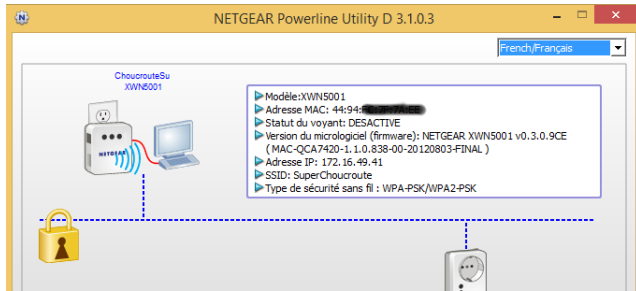 NETGEAR Powerline Utility D 3.1.0.3
French/Français
ChoucrouteSu
XWN5001
NETGEAR
Modèle:XWN5001
Adresse MAC: 44:94:
Statut du voyant: DESACTIVE
Version du micrologiciel (firmware): NETGEAR XWN5001 v0.3.0.9CE
( MAC-QCA7420-1.1.0.838-00-20120803-FINAL )
Adresse IP: 172.16.49.41
SSID: SuperChoucroute
Type de sécurité sans fil : WPA-PSK/WPA2-PSK